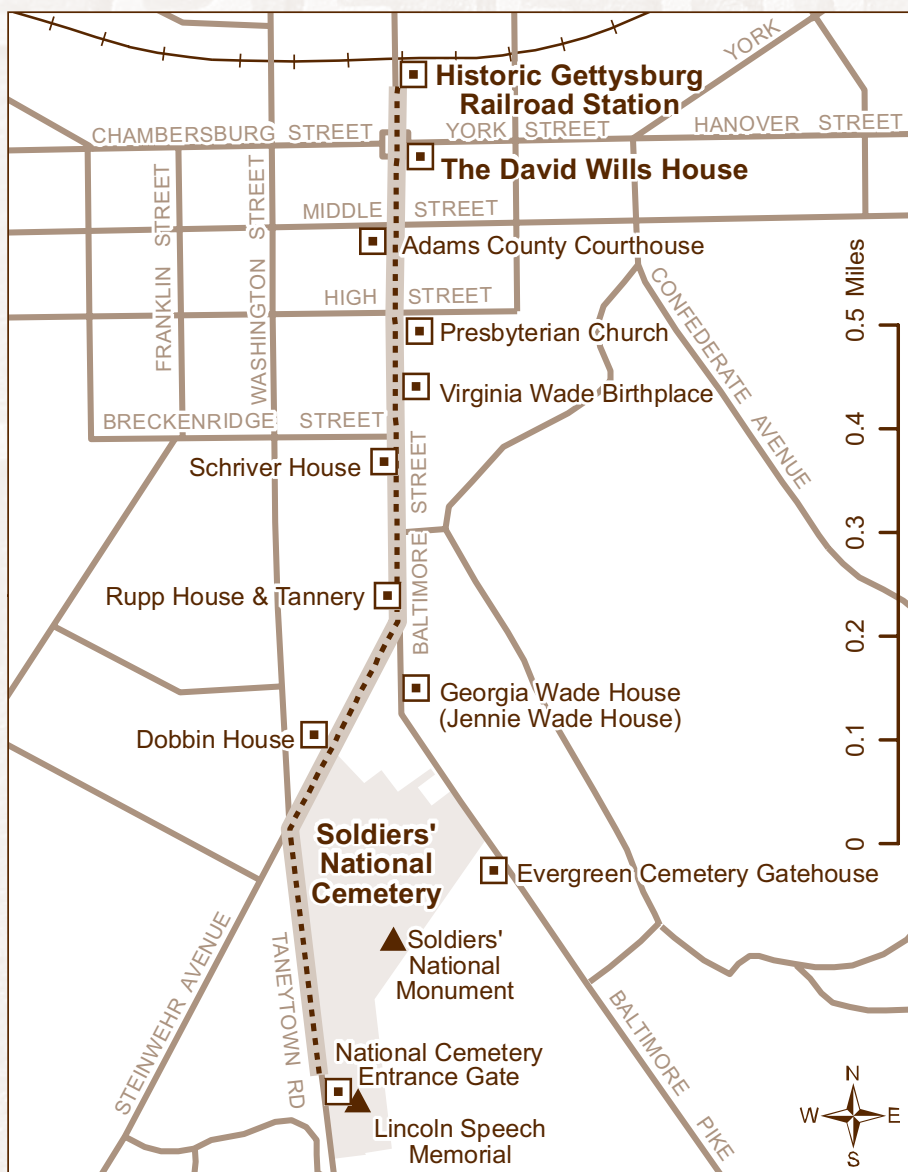 YORK
Historic Gettysburg
Railroad Station
CHAMBERSBURG STREET
YORK STREET
HANOVER STREET
The David Wills House
FRANKLIN STREET
WASHINGTON STREET
MIDDLE STREET
Adams County Courthouse
HIGH STREET
Presbyterian Church
CONFEDERATE AVENUE
0.5 Miles
Virginia Wade Birthplace
BRECKENRIDGE STREET
0.4
Schriver House
BALTIMORE STREET
0.3
Rupp House & Tannery
0.2
Georgia Wade House
(Jennie Wade House)
Dobbin House
0.1
Soldiers'
National
Cemetery
0
Evergreen Cemetery Gatehouse
Soldiers'
National
Monument
STEINWEHR AVENUE
TANEYTOWN RD
BALTIMORE PIKE
National Cemetery
Entrance Gate
Lincoln Speech
Memorial
N
W
E
S